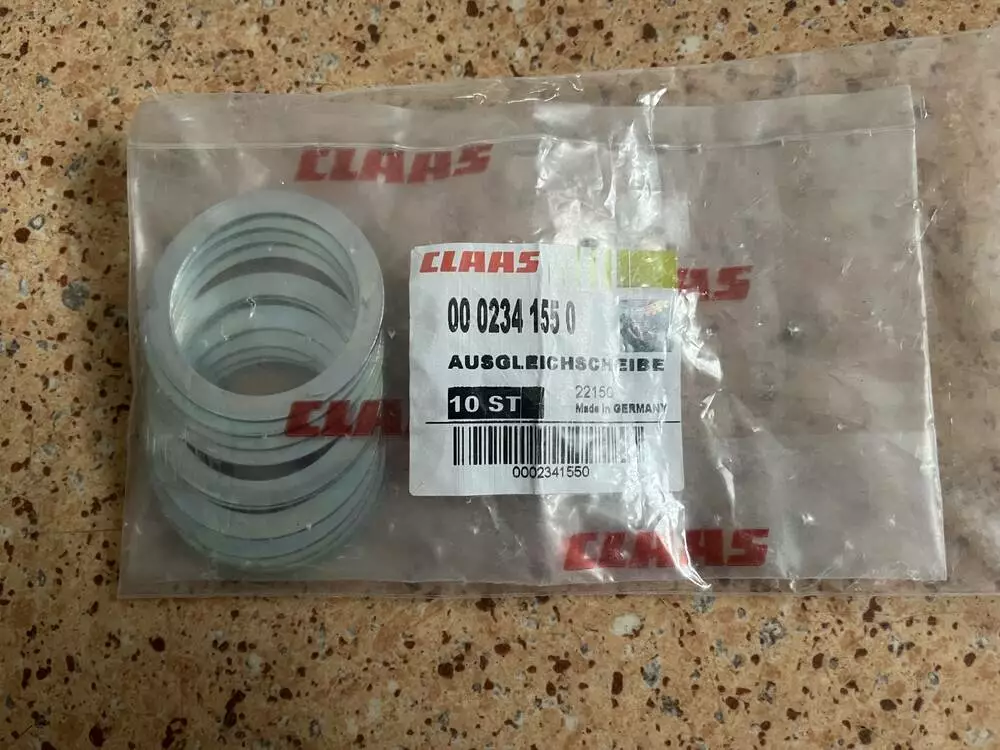 CLAAS
CLAAS
00 0234 155 0
AUSGLEICHSCHEIBE
10 ST
22150
Made in GERMANY
0002341550
CLAAS
CLAAS